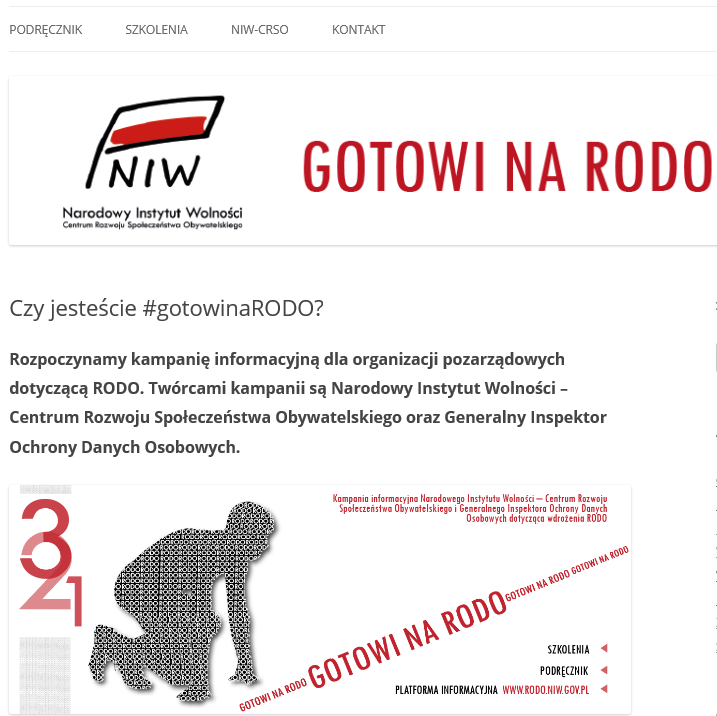 PODRĘCZNIK SZKOLENIA NIW-CRSO KONTAKT
NIW
Narodowy Instytut Wolności
Centrum Rozwoju Społeczeństwa Obywatelskiego
GOTOWI NA RODO
Czy jesteście #gotowinaRODO?
Rozpoczynamy kampanię informacyjną dla organizacji pozarządowych
dotyczącą RODO. Twórcami kampanii są Narodowy Instytut Wolności –
Centrum Rozwoju Społeczeństwa Obywatelskiego oraz Generalny Inspektor
Ochrony Danych Osobowych.
3
2
1
Kampania informacyjna Narodowego Instytutu Wolności – Centrum Rozwoju
Społeczeństwa Obywatelskiego i Generalnego Inspektora Ochrony Danych
Osobowych dotycząca wdrożenia RODO
GOTOWI NA RODO GOTOWI NA RODO GOTOWI NA RODO GOTOWI NA RODO
SZKOLENIA
PODRĘCZNIK
PLATFORMA INFORMACYJNA WWW.RODO.NIW.GOV.PL